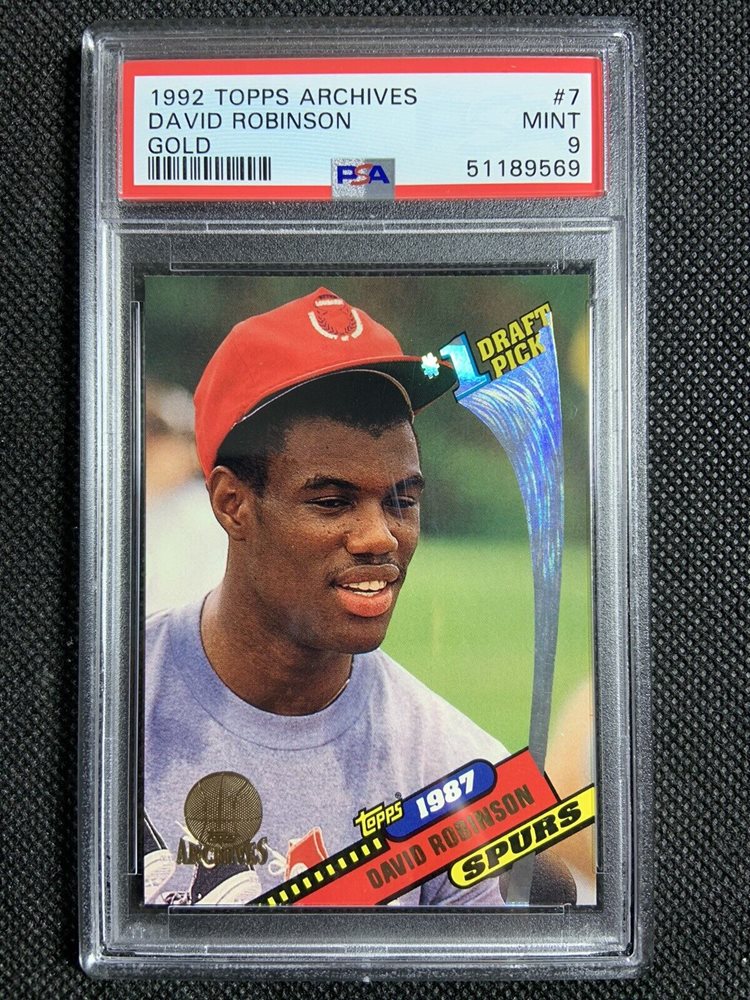 1992 TOPPS ARCHIVES #7
DAVID ROBINSON MINT
GOLD 9
PSA 51189569
1 DRAFT
PICK
Topps® 1987
DAVID ROBINSON
SPURS
ARCHIVES